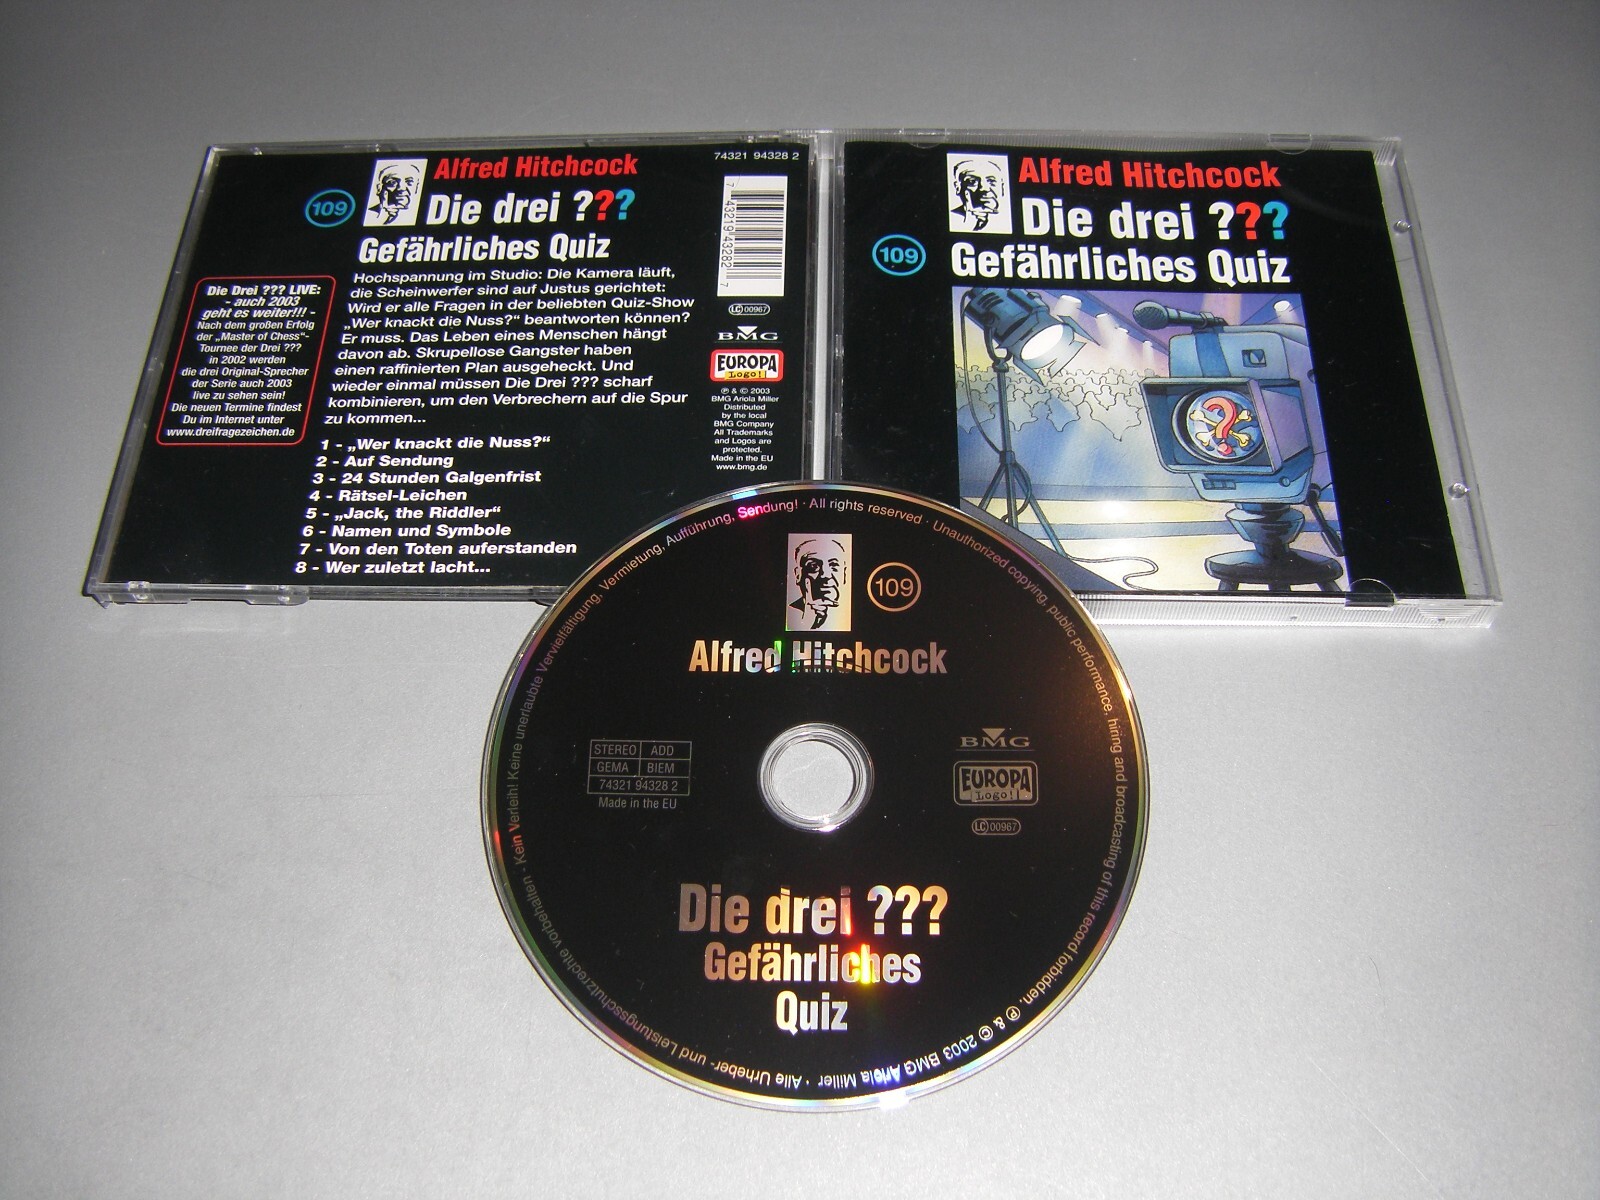 74321 94328 2
Alfred Hitchcock
109
Die drei ???
Gefährliches Quiz
Hochspannung im Studio: Die Kamera läuft,
die Scheinwerfer sind auf Justus gerichtet:
Wird er alle Fragen in der beliebten Quiz-Show
„Wer knackt die Nuss?“ beantworten können?
Er muss. Das Leben eines Menschen hängt
davon ab. Skrupellose Gangster haben
einen raffinierten Plan ausgeheckt. Und
wieder einmal müssen Die Drei ??? scharf
kombinieren, um den Verbrechern auf die Spur
zu kommen...
1 - „Wer knackt die Nuss?“
2 - Auf Sendung
3 - 24 Stunden Galgenfrist
4 - Rätsel-Leichen
5 - „Jack, the Riddler“
6 - Namen und Symbole
7 - Von den Toten auferstanden
8 - Wer zuletzt lacht...
Die Drei ??? LIVE:
- auch 2003
geht es weiter!!! -
Nach dem großen Erfolg
der „Master of Chess“-
Tournee der Drei ???
in 2002 werden
die drei Original-Sprecher
der Serie auch 2003
live zu sehen sein!
Die neuen Termine findest
Du im Internet unter
www.dreifragezeichen.de
7 43219 43282 7
LC 00967
BMG
EUROPA
Logo!
℗ & © 2003
BMG Ariola Miller
Distributed
by the local
BMG Company
All Trademarks
and Logos are
protected.
Made in the EU
www.bmg.de
Alfred Hitchcock
Die drei ???
109
Gefährliches Quiz
109
Alfred Hitchcock
STEREO ADD
GEMA BIEM
74321 94328 2
Made in the EU
BMG
EUROPA
Logo!
LC 00967
Die drei ???
Gefährliches
Quiz
℗ & © 2003 BMG Ariola Miller · Alle Urheber- und Leistungsschutzrechte vorbehalten - Kein Verleih! Keine unerlaubte Vervielfältigung, Vermietung, Aufführung, Sendung! · All rights reserved · Unauthorized copying, public performance, hiring and broadcasting of this record forbidden.